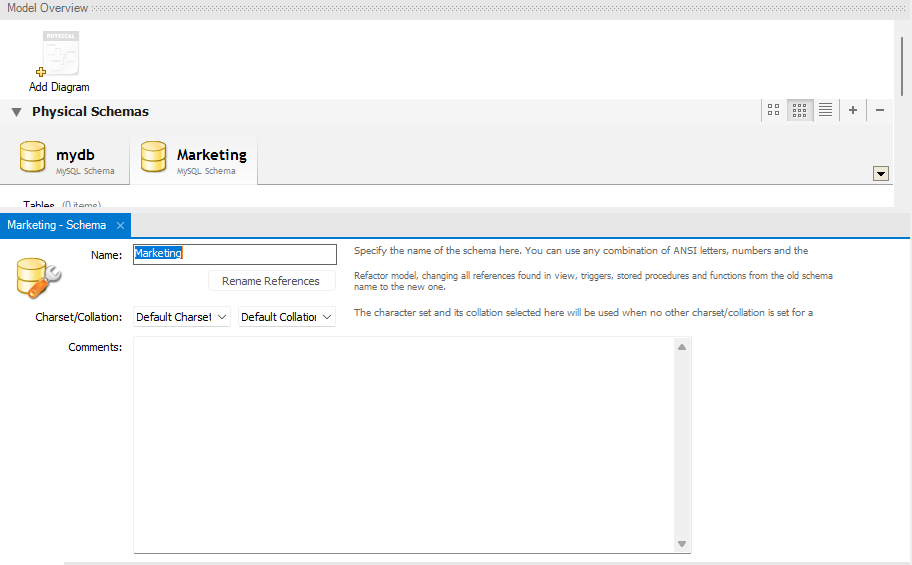 Model Overview
PHYSICAL
Add Diagram
Physical Schemas
mydb
MySQL Schema
Marketing
MySQL Schema
Tables (0 items)
Marketing - Schema
Name:
Marketing
Specify the name of the schema here. You can use any combination of ANSI letters, numbers and the
Rename References
Refactor model, changing all references found in view, triggers, stored procedures and functions from the old schema
name to the new one.
Charset/Collation:
Default Charset
Default Collation
The character set and its collation selected here will be used when no other charset/collation is set for a
Comments: